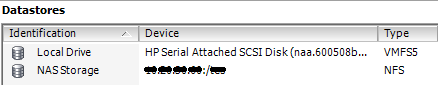 Datastores
Identification Device Type
Local Drive HP Serial Attached SCSI Disk (naa.600508b... VMFS5
NAS Storage NFS